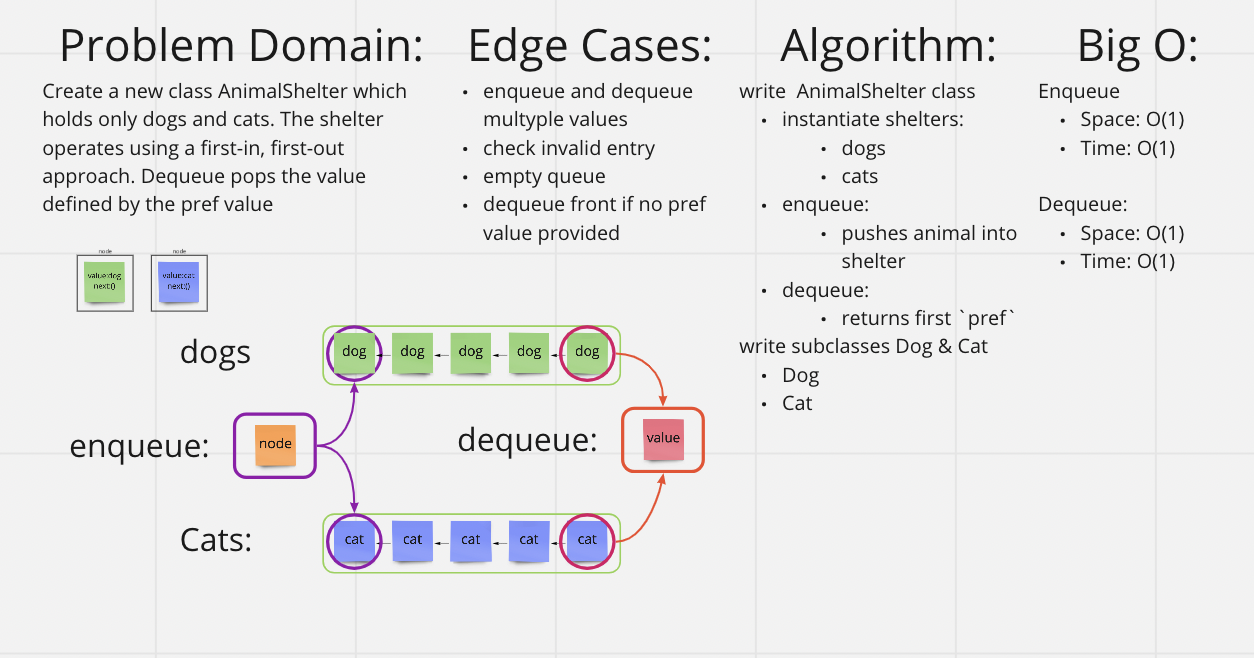 Problem Domain:
Create a new class AnimalShelter which
holds only dogs and cats. The shelter
operates using a first-in, first-out
approach. Dequeue pops the value
defined by the pref value
Edge Cases:
• enqueue and dequeue
multyple values
• check invalid entry
• empty queue
• dequeue front if no pref
value provided
Algorithm:
write AnimalShelter class
• instantiate shelters:
• dogs
• cats
• enqueue:
• pushes animal into
shelter
• dequeue:
• returns first `pref`
write subclasses Dog & Cat
• Dog
• Cat
Big O:
Enqueue
• Space: O(1)
• Time: O(1)
Dequeue:
• Space: O(1)
• Time: O(1)
node
value:dog
next:{}
node
value:cat
next:{}
dogs
dog
dog
dog
dog
dog
enqueue:
node
dequeue:
value
Cats:
cat
cat
cat
cat
cat